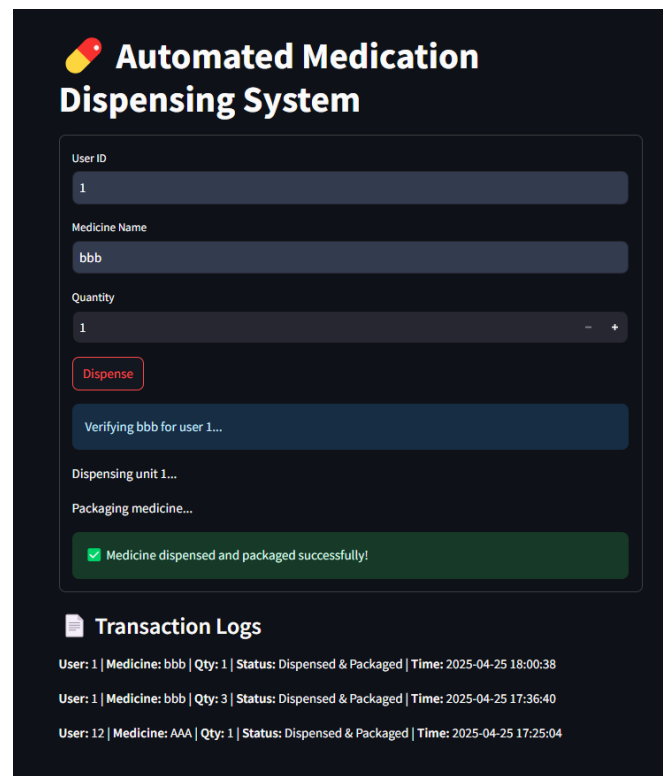 Automated Medication
Dispensing System
User ID
1
Medicine Name
bbb
Quantity
1
Dispense
Verifying bbb for user 1...
Dispensing unit 1...
Packaging medicine...
Medicine dispensed and packaged successfully!
Transaction Logs
User: 1 | Medicine: bbb | Qty: 1 | Status: Dispensed & Packaged | Time: 2025-04-25 18:00:38
User: 1 | Medicine: bbb | Qty: 3 | Status: Dispensed & Packaged | Time: 2025-04-25 17:36:40
User: 12 | Medicine: AAA | Qty: 1 | Status: Dispensed & Packaged | Time: 2025-04-25 17:25:04